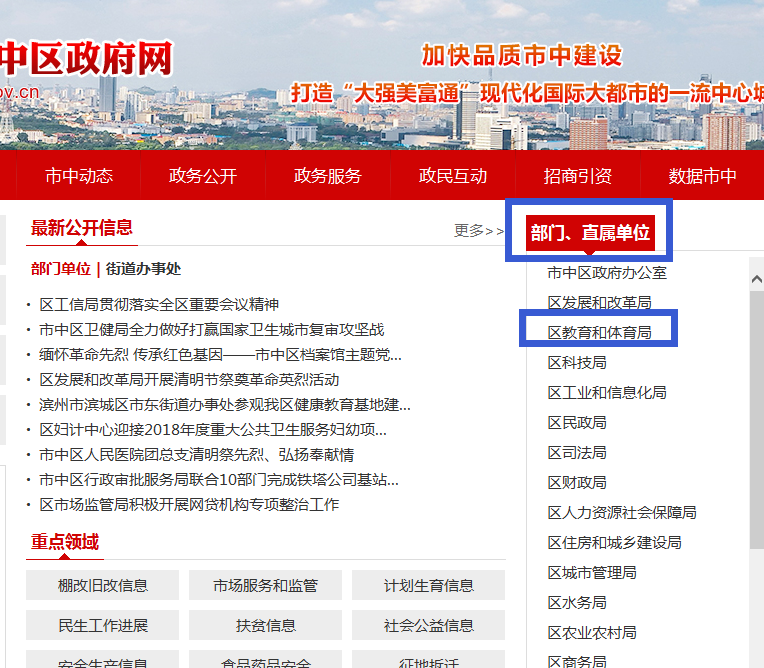 中区政府网
ov.cn
加快品质市中建设
打造“大强美富通”现代化国际大都市的一流中心城
市中动态 政务公开 政务服务 政民互动 招商引资 数据市中
最新公开信息 更多>>
部门单位 | 街道办事处
· 区工信局贯彻落实全区重要会议精神
· 市中区卫健局全力做好打赢国家卫生城市复审攻坚战
· 缅怀革命先烈 传承红色基因——市中区档案馆主题党...
· 区发展和改革局开展清明节祭奠革命英烈活动
· 滨州市滨城区市东街道办事处参观我区健康教育基地建...
· 区妇计中心迎接2018年度重大公共卫生服务妇幼项...
· 市中区人民医院团总支清明祭先烈、弘扬奉献情
· 市中区行政审批服务局联合10部门完成铁塔公司基站...
· 区市场监管局积极开展网贷机构专项整治工作
重点领域
棚改旧改信息 市场服务和监管 计划生育信息
民生工作进展 扶贫信息 社会公益信息
安全生产信息 食品药品安全 征地拆迁
部门、直属单位
市中区政府办公室
区发展和改革局
区教育和体育局
区科技局
区工业和信息化局
区民政局
区司法局
区财政局
区人力资源社会保障局
区住房和城乡建设局
区城市管理局
区水务局
区农业农村局
区商务局